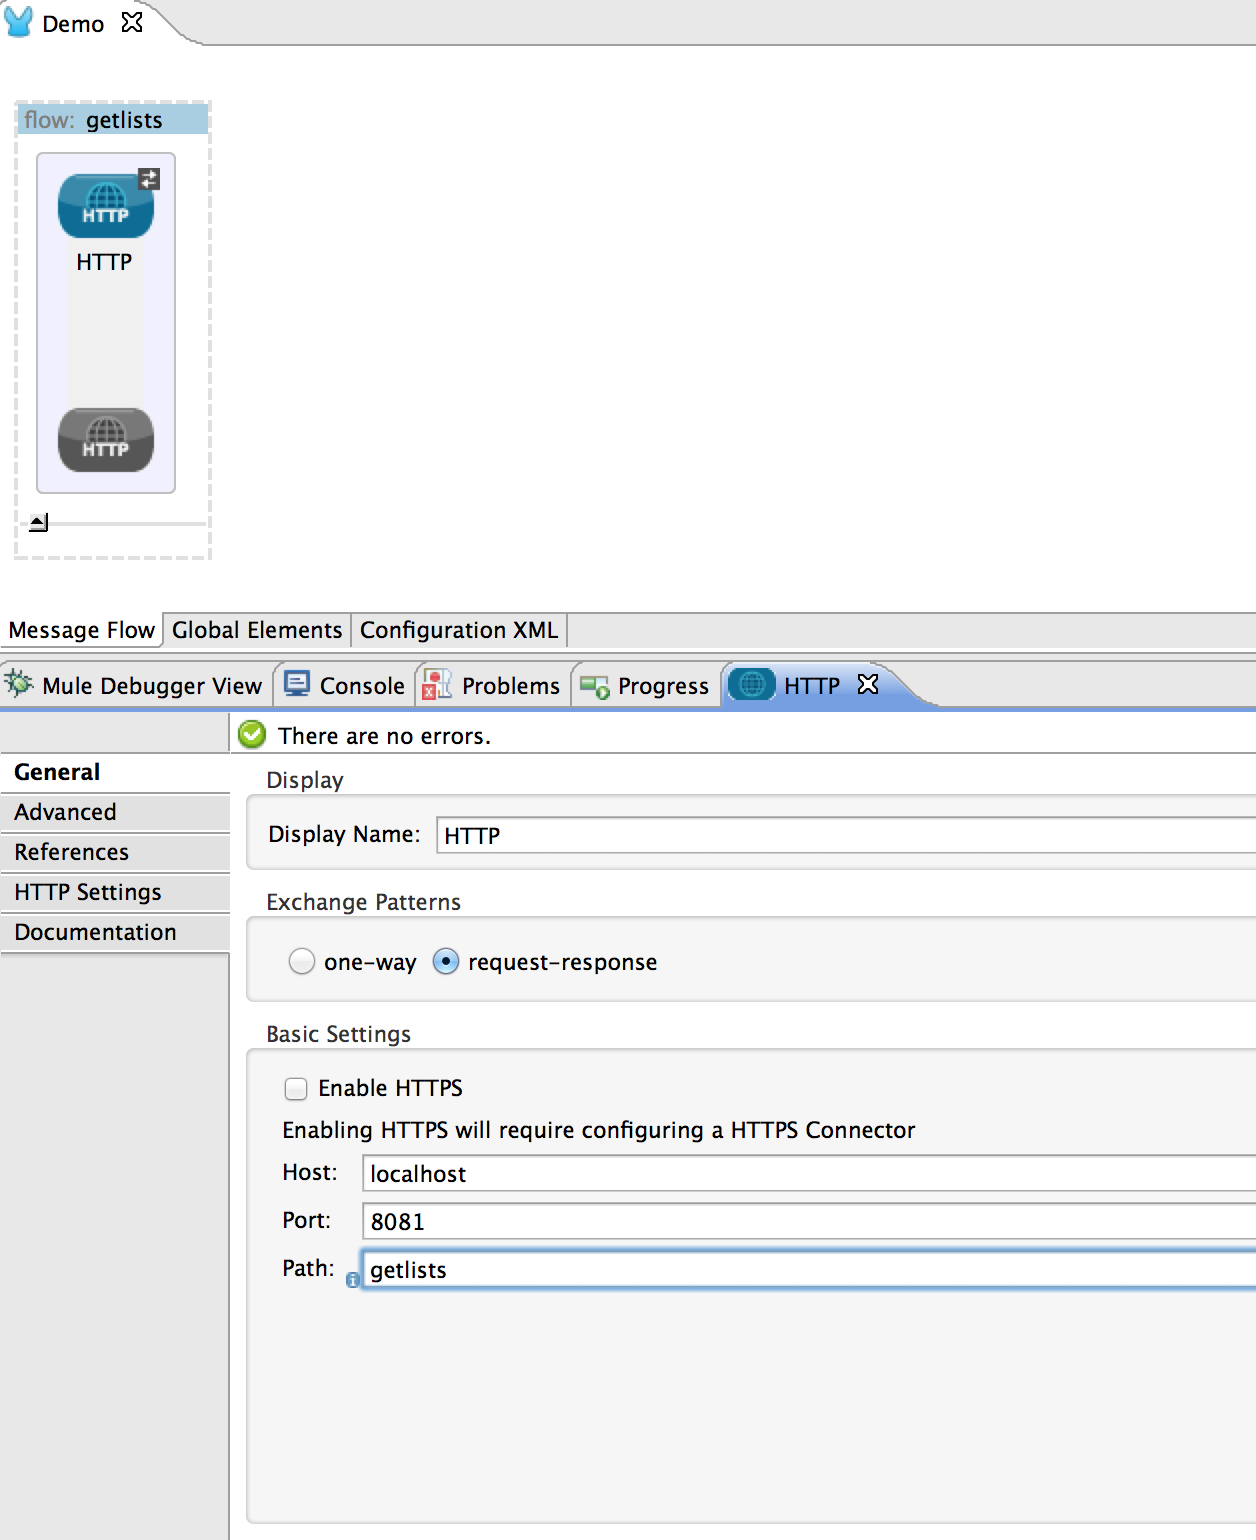 Demo
flow: getlists
HTTP
HTTP
HTTP
Message Flow Global Elements Configuration XML
Mule Debugger View Console Problems Progress HTTP
There are no errors.
General
Advanced
References
HTTP Settings
Documentation
Display
Display Name: HTTP
Exchange Patterns
one-way request-response
Basic Settings
Enable HTTPS
Enabling HTTPS will require configuring a HTTPS Connector
Host: localhost
Port: 8081
Path: getlists